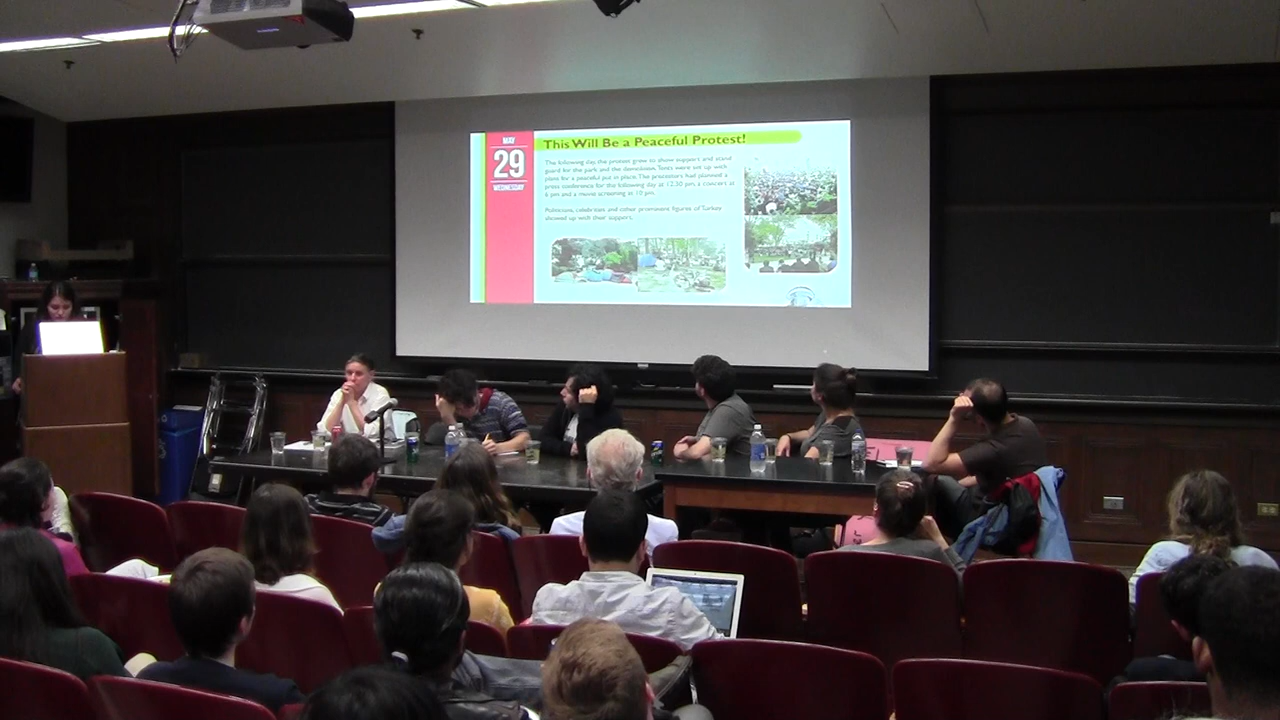 MAY
29
WEDNESDAY
This Will Be a Peaceful Protest!
The following day, the protest grew to show support and stand
guard for the park and the demolition. Tents were set up with
plans for a peaceful put in place. The protestors had planned a
press conference for the following day at 12:30 pm, a concert at
6 pm and a movie screening at 10 pm.
Politicians, celebrities and other prominent figures of Turkey
showed up with their support.